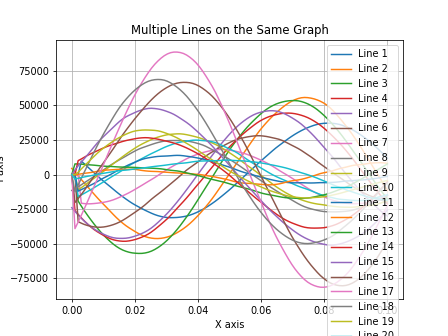 Multiple Lines on the Same Graph
75000
50000
25000
0
−25000
−50000
−75000
0.00
0.02
0.04
0.06
X axis
Line 1
Line 2
Line 3
Line 4
Line 5
Line 6
Line 7
Line 8
Line 9
Line 10
Line 11
Line 12
Line 13
Line 14
Line 15
Line 16
Line 17
Line 18
Line 19
Line 20